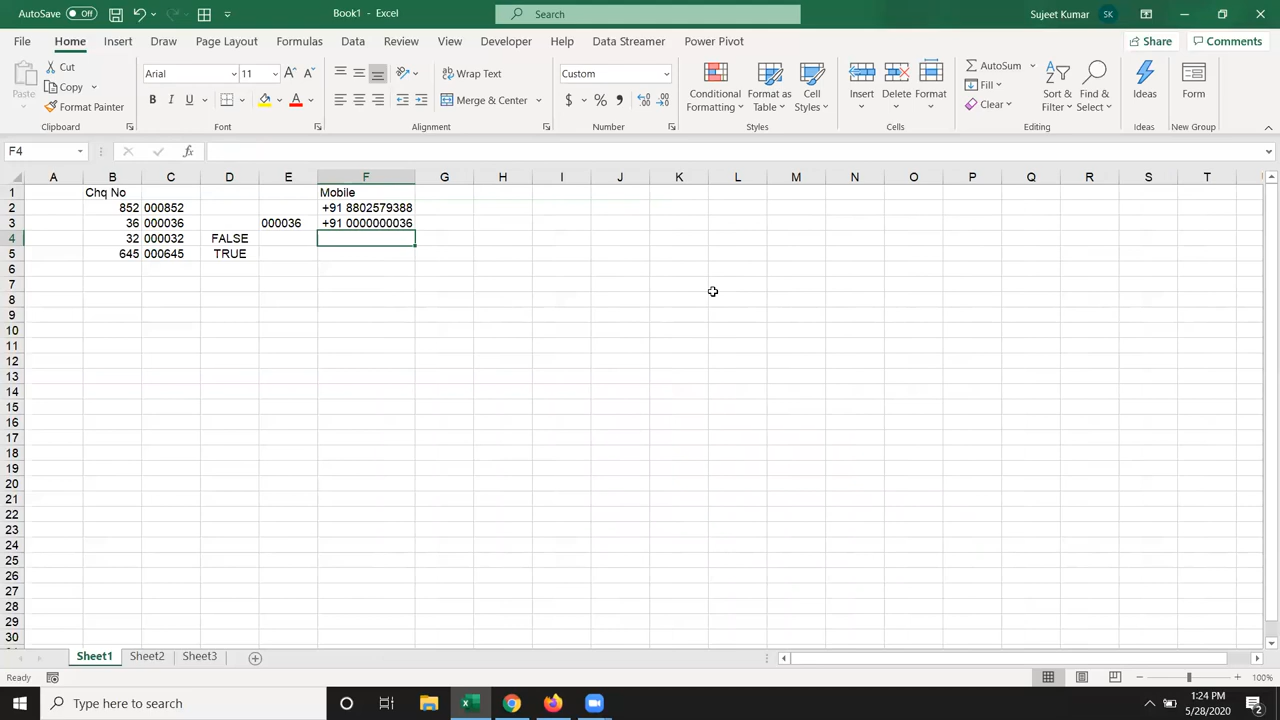 AutoSave Off Book1 - Excel Search Sujeet Kumar SK
File Home Insert Draw Page Layout Formulas Data Review View Developer Help Data Streamer Power Pivot Share Comments
Paste Cut Copy Format Painter Clipboard
Arial 11 A A B I U A Font
Wrap Text Merge & Center Alignment
Custom $ % , Number
Conditional Formatting Format as Table Cell Styles Styles
Insert Delete Format Cells
AutoSum Fill Clear Sort & Filter Find & Select Editing
Ideas Ideas
Form New Group
F4 fx
A B C D E F G H I J K L M N O P Q R S T
1 Chq No Mobile
2 852 000852 +91 8802579388
3 36 000036 000036 +91 0000000036
4 32 000032 FALSE
5 645 000645 TRUE
6
7
8
9
10
11
12
13
14
15
16
17
18
19
20
21
22
23
24
25
26
27
28
29
30
Sheet1 Sheet2 Sheet3
Ready 100%
Type here to search 1:24 PM
5/28/2020 2